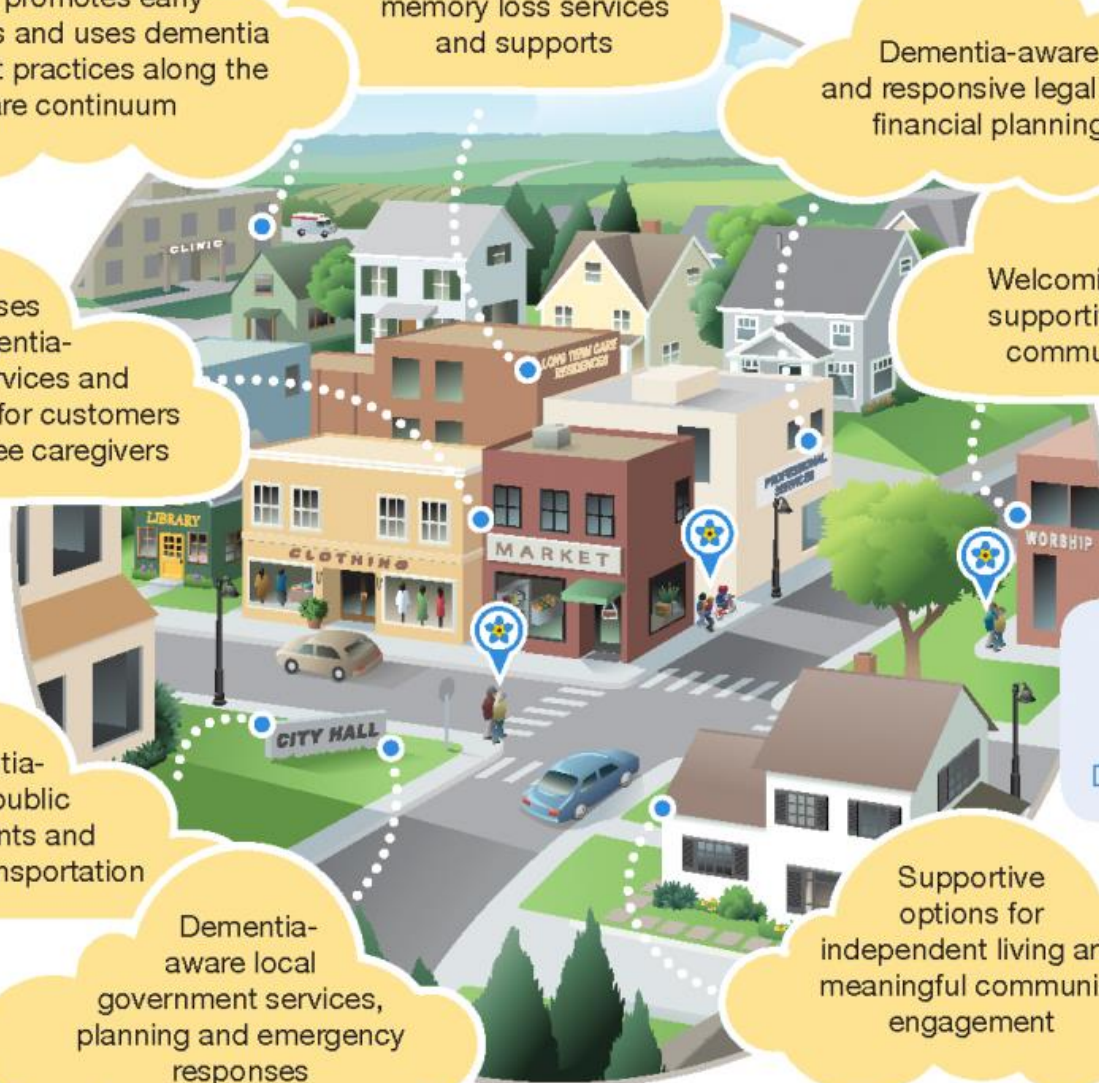 promotes early
s and uses dementia
t practices along the
are continuum
memory loss services
and supports
Dementia-aware
and responsive legal
financial planning
CLINIC
ses
entia-
rvices and
for customers
ee caregivers
LONG TERM CARE
RESIDENCES
Welcomi
supporti
commu
PROFESSIONAL
SERVICES
LIBRARY
CLOTHING
MARKET
WORSHIP
CITY HALL
tia-
public
nts and
nsportation
D
Dementia-
aware local
government services,
planning and emergency
responses
Supportive
options for
independent living an
meaningful communi
engagement